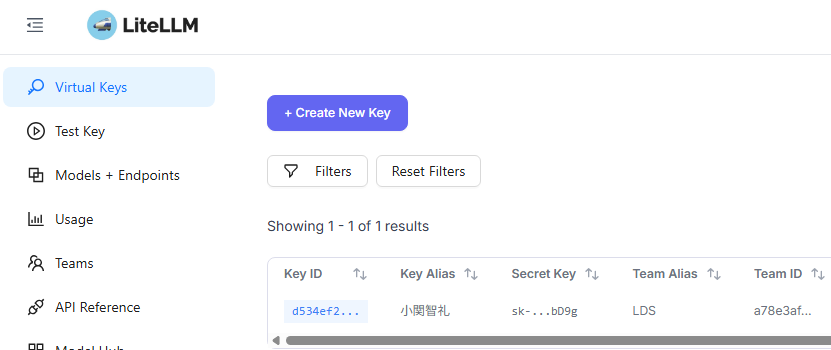 LiteLLM
Virtual Keys
Test Key
Models + Endpoints
Usage
Teams
API Reference
Model Hub
+ Create New Key
Filters Reset Filters
Showing 1 - 1 of 1 results
Key ID Key Alias Secret Key Team Alias Team ID
d534ef2... 小関智礼 sk-...bD9g LDS a78e3af...